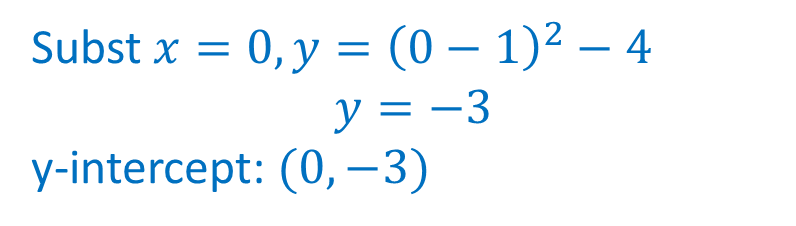 Subst x = 0, y = (0 − 1)² − 4
y = −3
y-intercept: (0, −3)